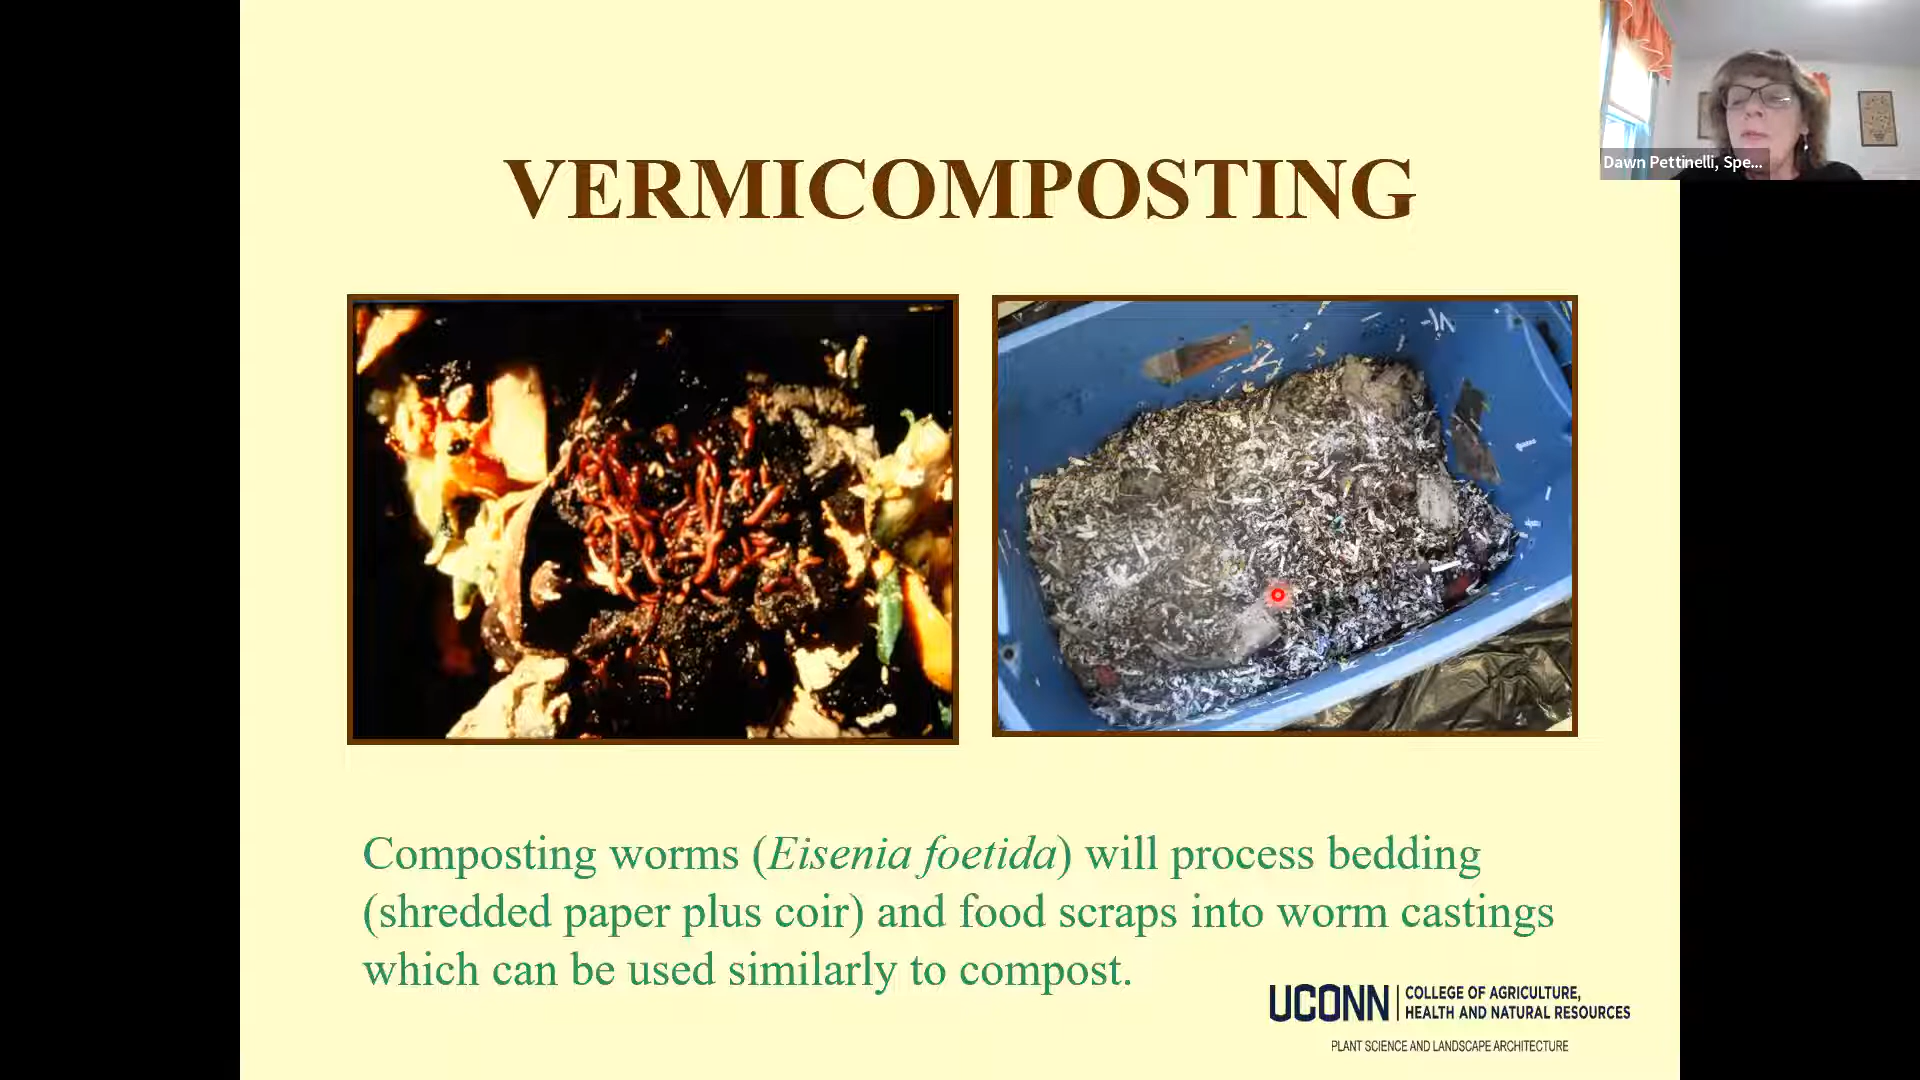 Dawn Pettinelli, Spe...
VERMICOMPOSTING
Composting worms (Eisenia foetida) will process bedding
(shredded paper plus coir) and food scraps into worm castings
which can be used similarly to compost.
UCONN
COLLEGE OF AGRICULTURE,
HEALTH AND NATURAL RESOURCES
PLANT SCIENCE AND LANDSCAPE ARCHITECTURE